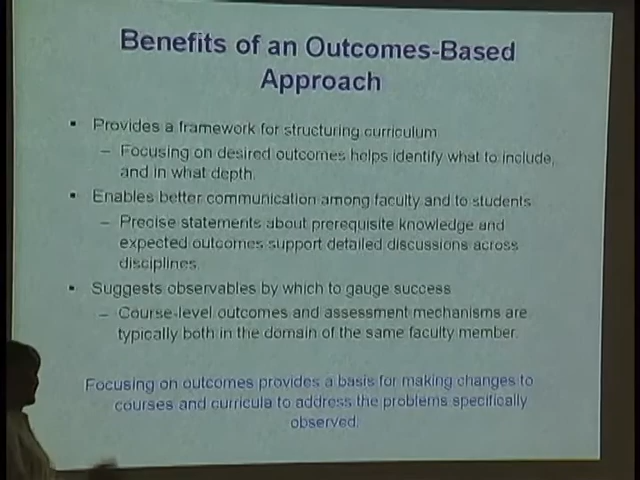 Benefits of an Outcomes-Based
Approach
▪ Provides a framework for structuring curriculum
– Focusing on desired outcomes helps identify what to include,
and in what depth.
▪ Enables better communication among faculty and to students
– Precise statements about prerequisite knowledge and
expected outcomes support detailed discussions across
disciplines.
▪ Suggests observables by which to gauge success
– Course-level outcomes and assessment mechanisms are
typically both in the domain of the same faculty member.
Focusing on outcomes provides a basis for making changes to
courses and curricula to address the problems specifically
observed.